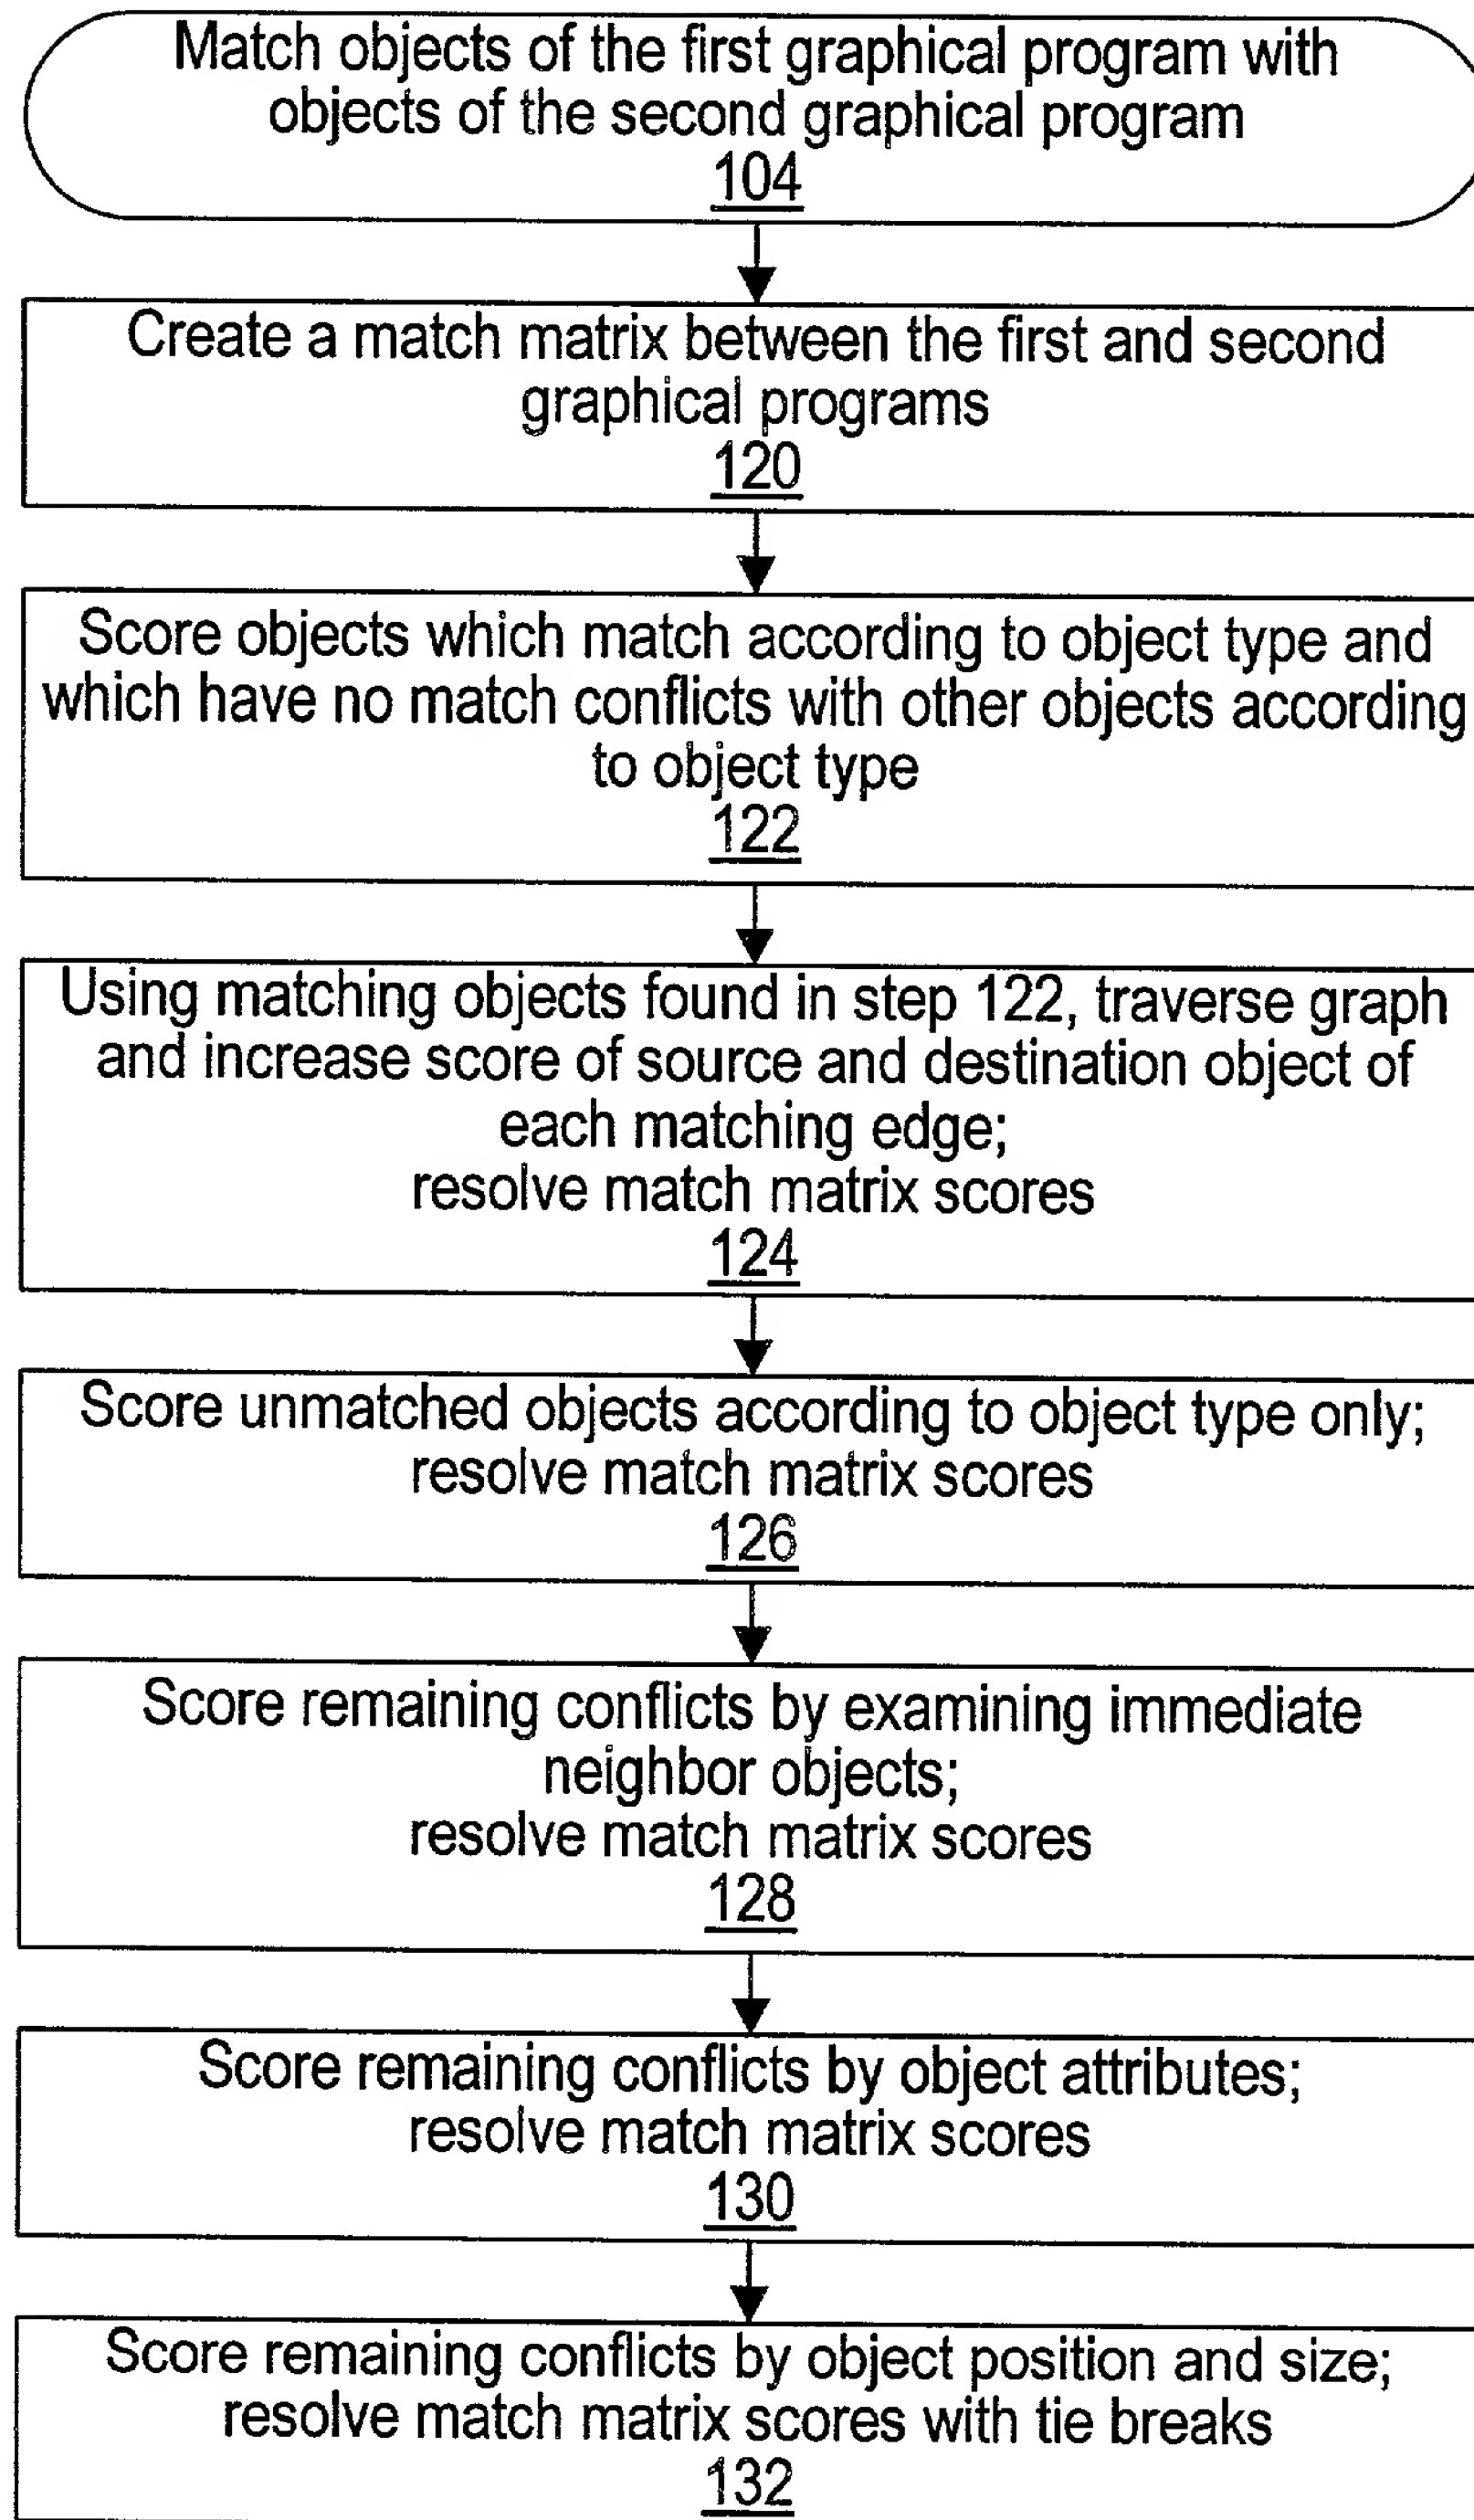 Match objects of the first graphical program with
objects of the second graphical program
104
Create a match matrix between the first and second
graphical programs
120
Score objects which match according to object type and
which have no match conflicts with other objects according
to object type
122
Using matching objects found in step 122, traverse graph
and increase score of source and destination object of
each matching edge;
resolve match matrix scores
124
Score unmatched objects according to object type only;
resolve match matrix scores
126
Score remaining conflicts by examining immediate
neighbor objects;
resolve match matrix scores
128
Score remaining conflicts by object attributes;
resolve match matrix scores
130
Score remaining conflicts by object position and size;
resolve match matrix scores with tie breaks
132